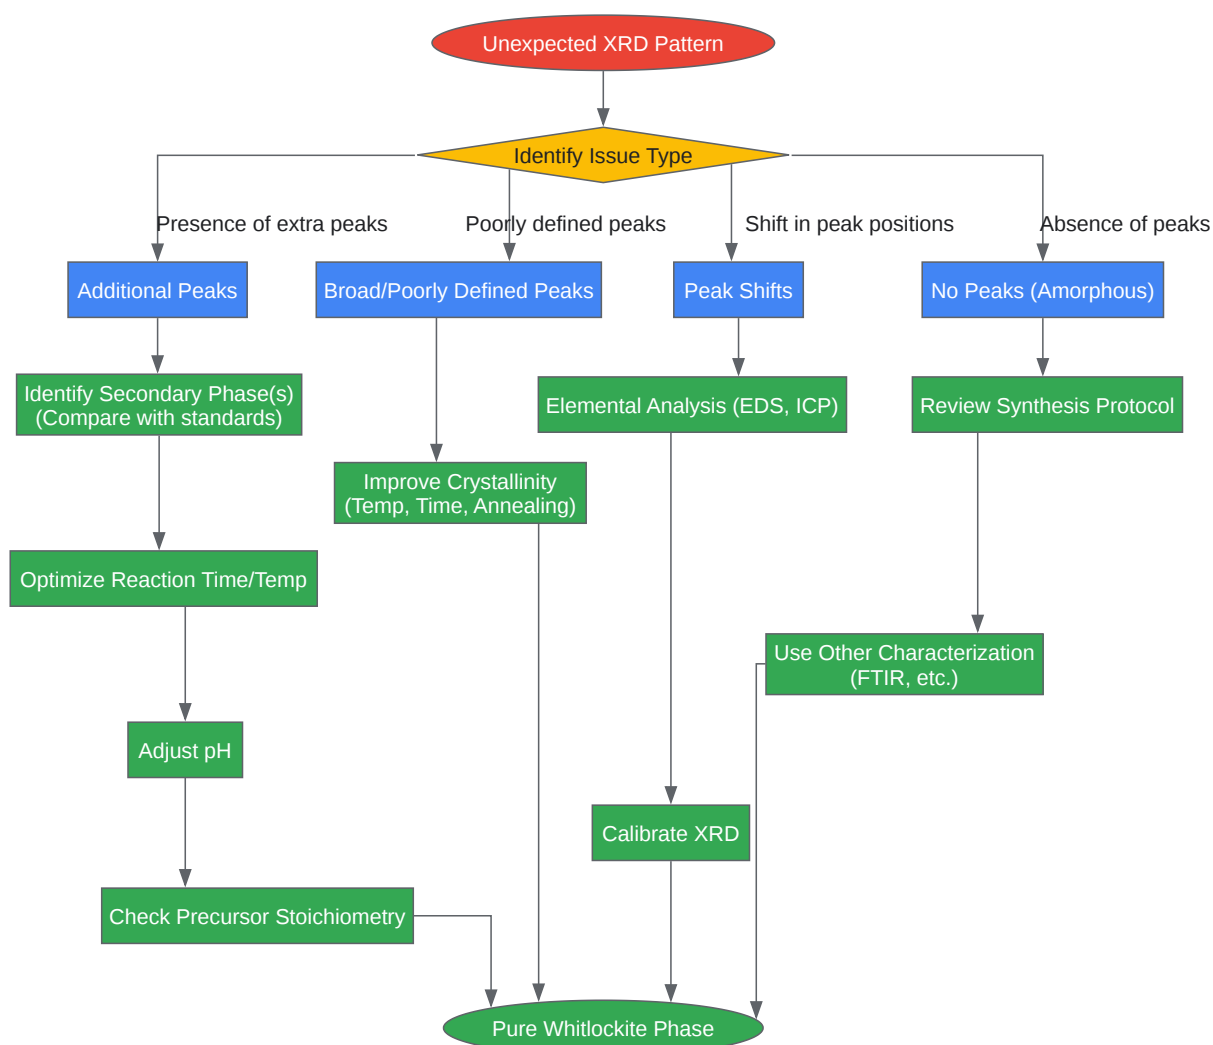 Unexpected XRD Pattern
Identify Issue Type
Presence of extra peaks
Poorly defined peaks
Shift in peak positions
Absence of peaks
Additional Peaks
Broad/Poorly Defined Peaks
Peak Shifts
No Peaks (Amorphous)
Identify Secondary Phase(s)
(Compare with standards)
Elemental Analysis (EDS, ICP)
Review Synthesis Protocol
Improve Crystallinity
(Temp, Time, Annealing)
Optimize Reaction Time/Temp
Use Other Characterization
(FTIR, etc.)
Adjust pH
Calibrate XRD
Check Precursor Stoichiometry
Pure Whitlockite Phase